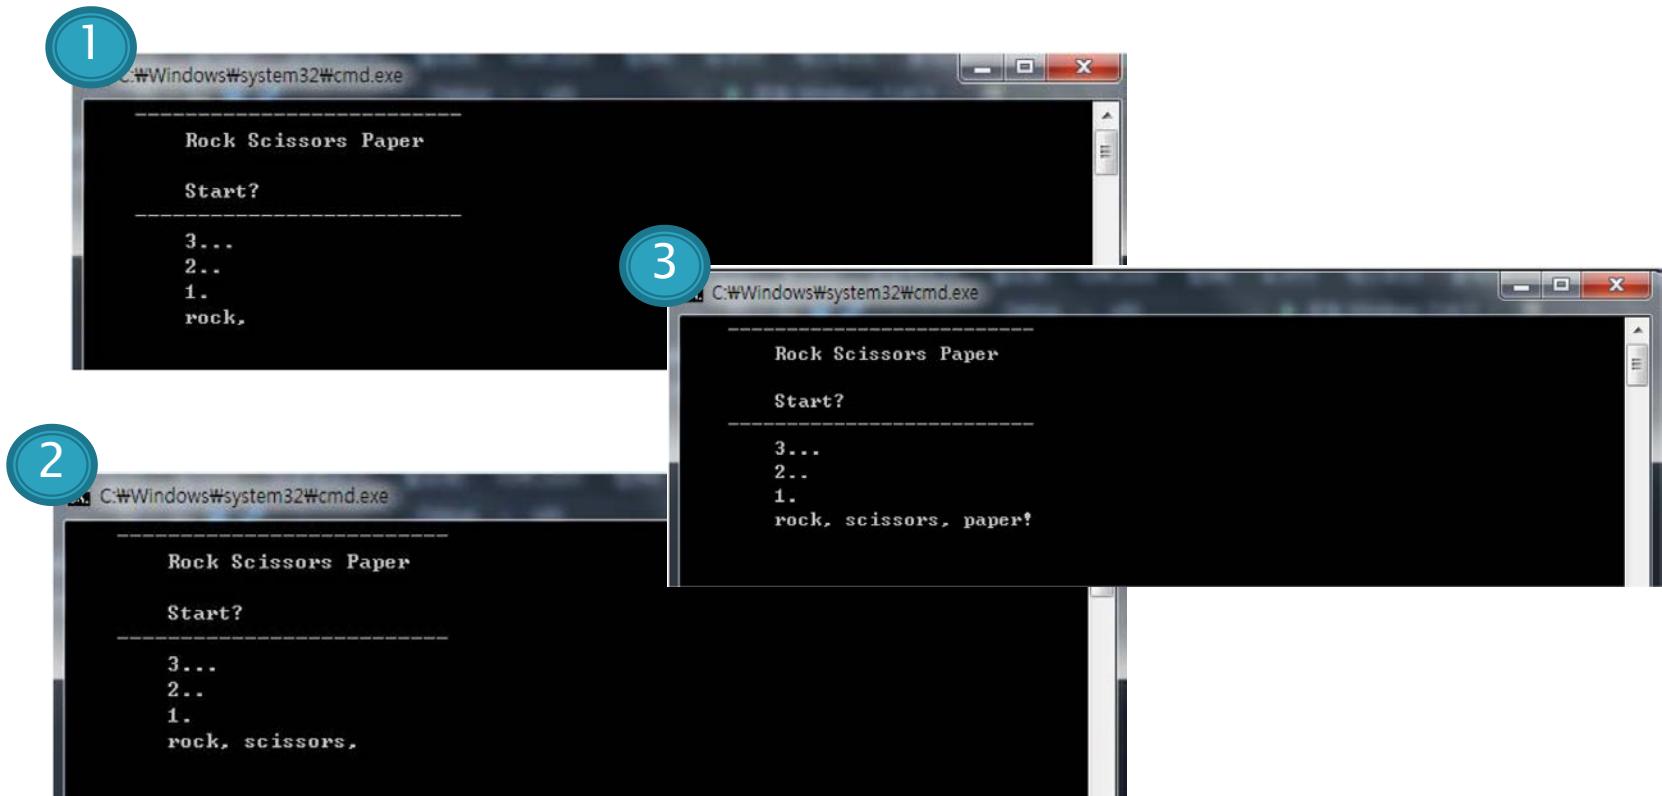 1
C:₩Windows₩system32₩cmd.exe
--------------------------
Rock Scissors Paper
Start?
--------------------------
3...
2..
1.
rock,
2
C:₩Windows₩system32₩cmd.exe
--------------------------
Rock Scissors Paper
Start?
--------------------------
3...
2..
1.
rock, scissors,
3
C:₩Windows₩system32₩cmd.exe
--------------------------
Rock Scissors Paper
Start?
--------------------------
3...
2..
1.
rock, scissors, paper!